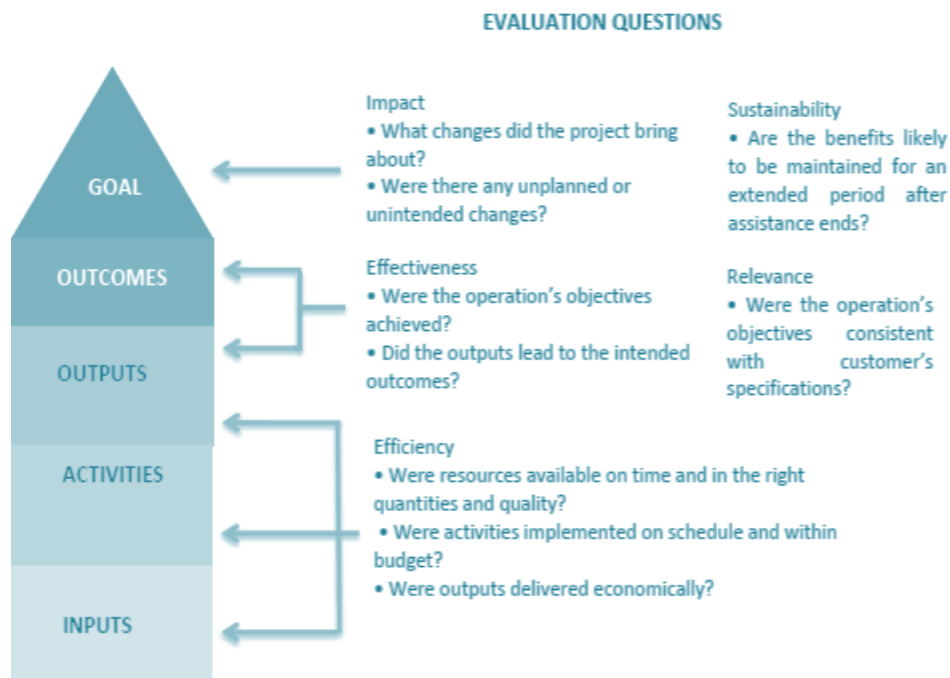 EVALUATION QUESTIONS
GOAL
OUTCOMES
OUTPUTS
ACTIVITIES
INPUTS
Impact
• What changes did the project bring
about?
• Were there any unplanned or
unintended changes?
Sustainability
• Are the benefits likely
to be maintained for an
extended period after
assistance ends?
Effectiveness
• Were the operation's objectives
achieved?
• Did the outputs lead to the intended
outcomes?
Relevance
• Were the operation's
objectives consistent
with customer's
specifications?
Efficiency
• Were resources available on time and in the right
quantities and quality?
• Were activities implemented on schedule and within
budget?
• Were outputs delivered economically?